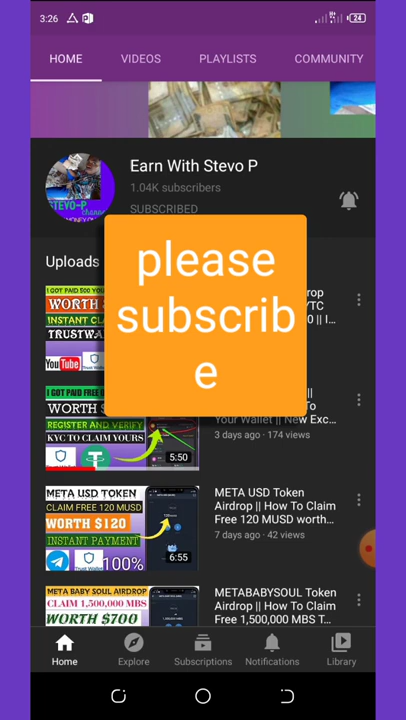 3:26
24
HOME VIDEOS PLAYLISTS COMMUNITY
Earn With Stevo P
1.04K subscribers
SUBSCRIBED
STEVO-P
please
subscrib
e
Uploads
I GOT PAID 500
WORTH
INSTANT
YouTube
I GOT PAID FREE
WORTH
REGISTER AND VERIFY
KYC TO CLAIM YOURS
5:50
Your Wallet || New Exc...
3 days ago · 174 views
META USD TOKEN
CLAIM FREE 120 MUSD
WORTH $120
INSTANT PAYMENT
Trust Wallet
100%
6:55
META USD Token
Airdrop || How To Claim
Free 120 MUSD worth...
7 days ago · 42 views
META BABY SOUL AIRDROP
CLAIM 1,500,000 MBS
WORTH $700
METABABYSOUL Token
Airdrop || How To Claim
Free 1,500,000 MBS T...
Home Explore Subscriptions Notifications Library